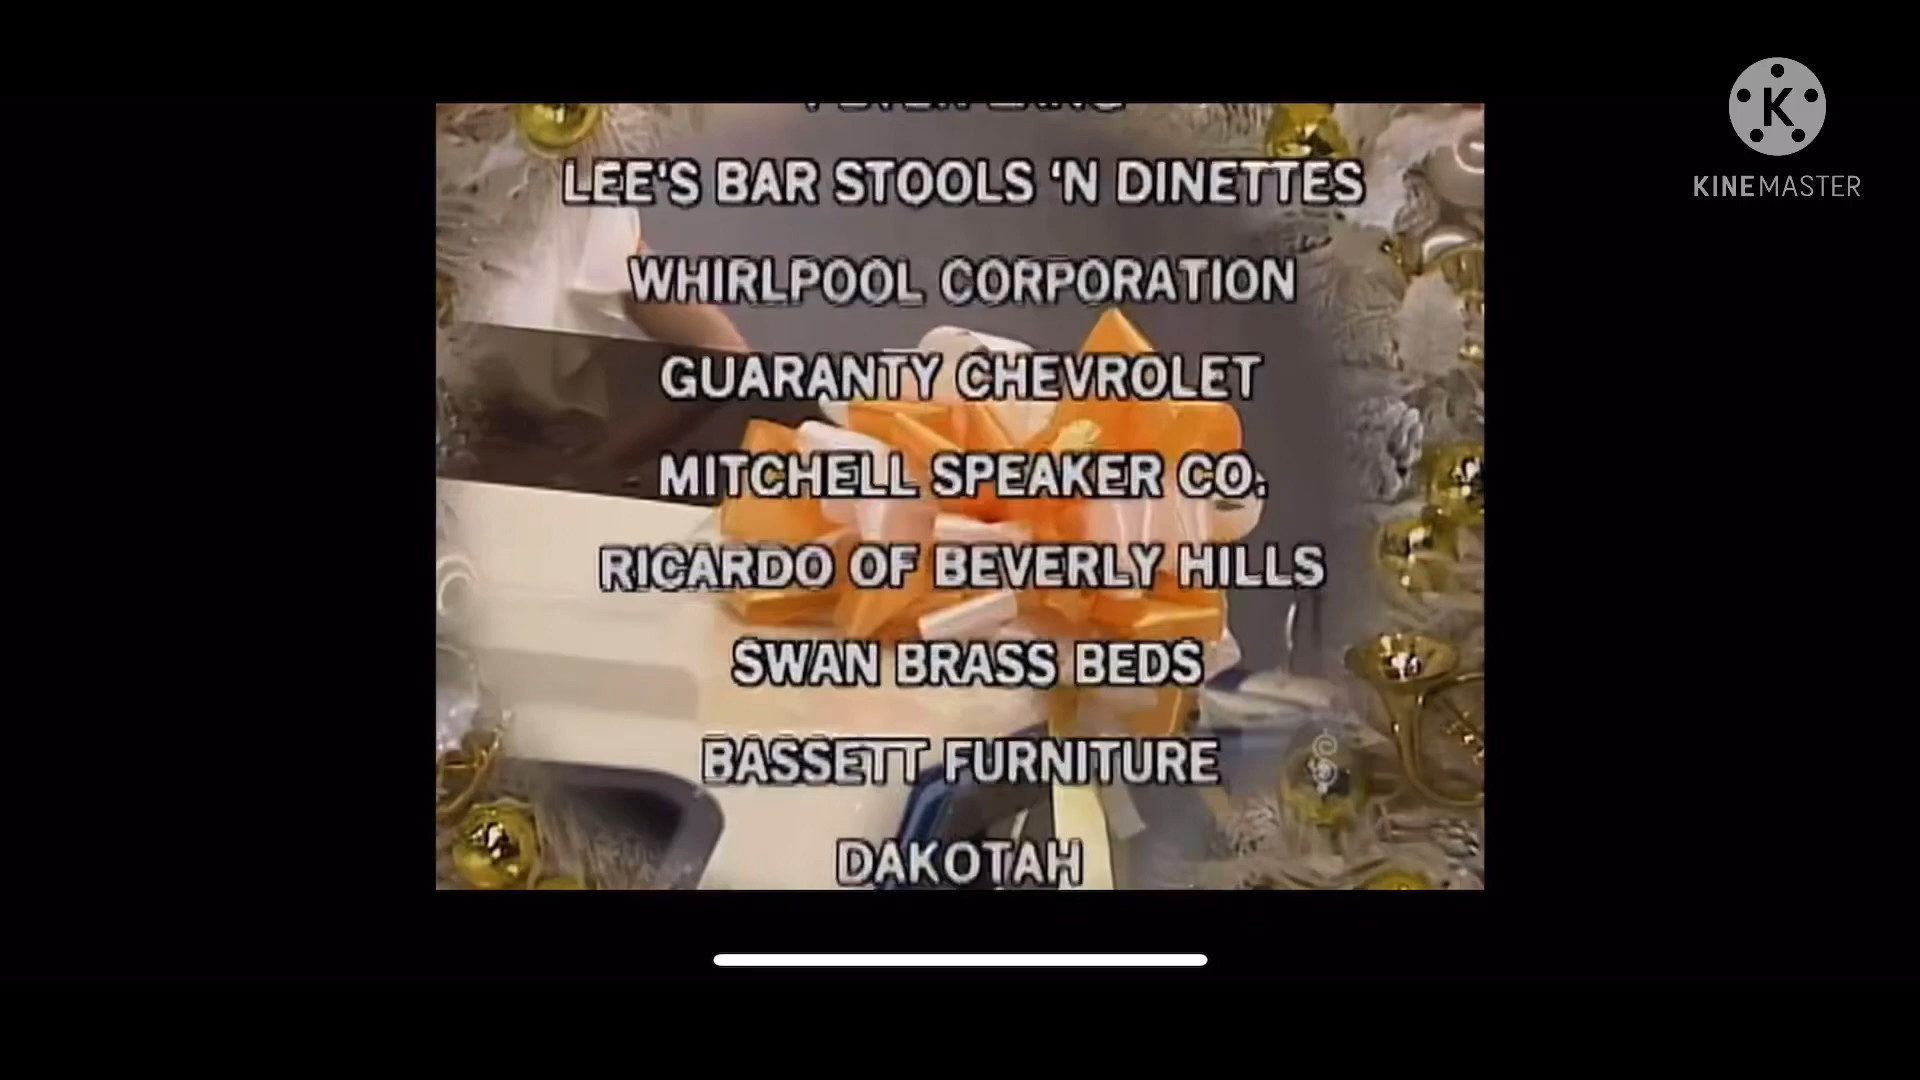 LEE'S BAR STOOLS 'N DINETTES
WHIRLPOOL CORPORATION
GUARANTY CHEVROLET
MITCHELL SPEAKER CO.
RICARDO OF BEVERLY HILLS
SWAN BRASS BEDS
BASSETT FURNITURE
DAKOTAH
K
KINEMASTER